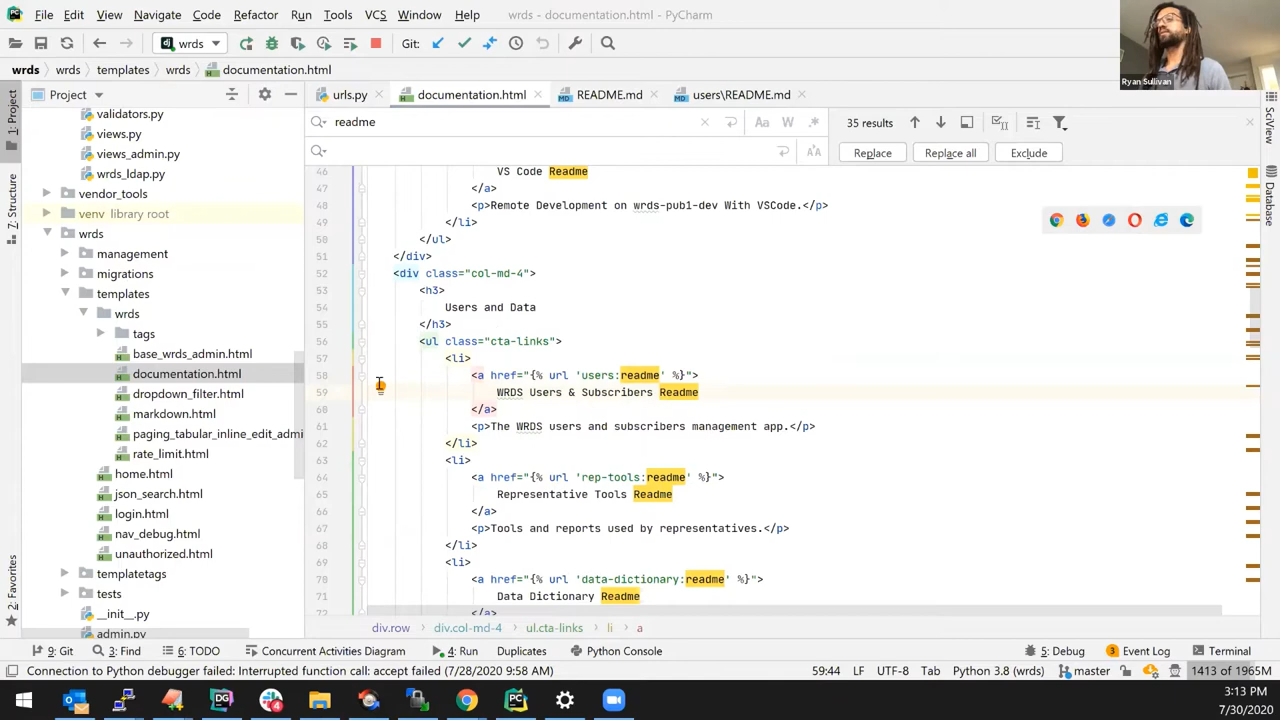 File Edit View Navigate Code Refactor Run Tools VCS Window Help wrds - documentation.html - PyCharm
wrds Git:
Ryan Sullivan
wrds wrds templates wrds documentation.html
Project urls.py documentation.html README.md users\README.md
1: Project
SciView
validators.py
views.py
views_admin.py
wrds_ldap.py
vendor_tools
venv library root
wrds
management
migrations
templates
wrds
tags
base_wrds_admin.html
documentation.html
dropdown_filter.html
markdown.html
paging_tabular_inline_edit_admi
rate_limit.html
home.html
json_search.html
login.html
nav_debug.html
unauthorized.html
templatetags
tests
__init__.py
admin.py
Z: Structure
2: Favorites
Database
readme Aa W .* 35 results
Replace Replace all Exclude
46 VS Code Readme
47 </a>
48 <p>Remote Development on wrds-pub1-dev With VSCode.</p>
49 </li>
50 </ul>
51 </div>
52 <div class="col-md-4">
53 <h3>
54 Users and Data
55 </h3>
56 <ul class="cta-links">
57 <li>
58 <a href="{% url 'users:readme' %}">
59 WRDS Users & Subscribers Readme
60 </a>
61 <p>The WRDS users and subscribers management app.</p>
62 </li>
63 <li>
64 <a href="{% url 'rep-tools:readme' %}">
65 Representative Tools Readme
66 </a>
67 <p>Tools and reports used by representatives.</p>
68 </li>
69 <li>
70 <a href="{% url 'data-dictionary:readme' %}">
71 Data Dictionary Readme
72 </a>
div.row div.col-md-4 ul.cta-links li a
9: Git 3: Find 6: TODO Concurrent Activities Diagram 4: Run Duplicates Python Console 5: Debug 3 Event Log Terminal
Connection to Python debugger failed: Interrupted function call: accept failed (7/28/2020 9:58 AM) 59:44 LF UTF-8 Tab Python 3.8 (wrds) master 1413 of 1965M
3:13 PM
7/30/2020